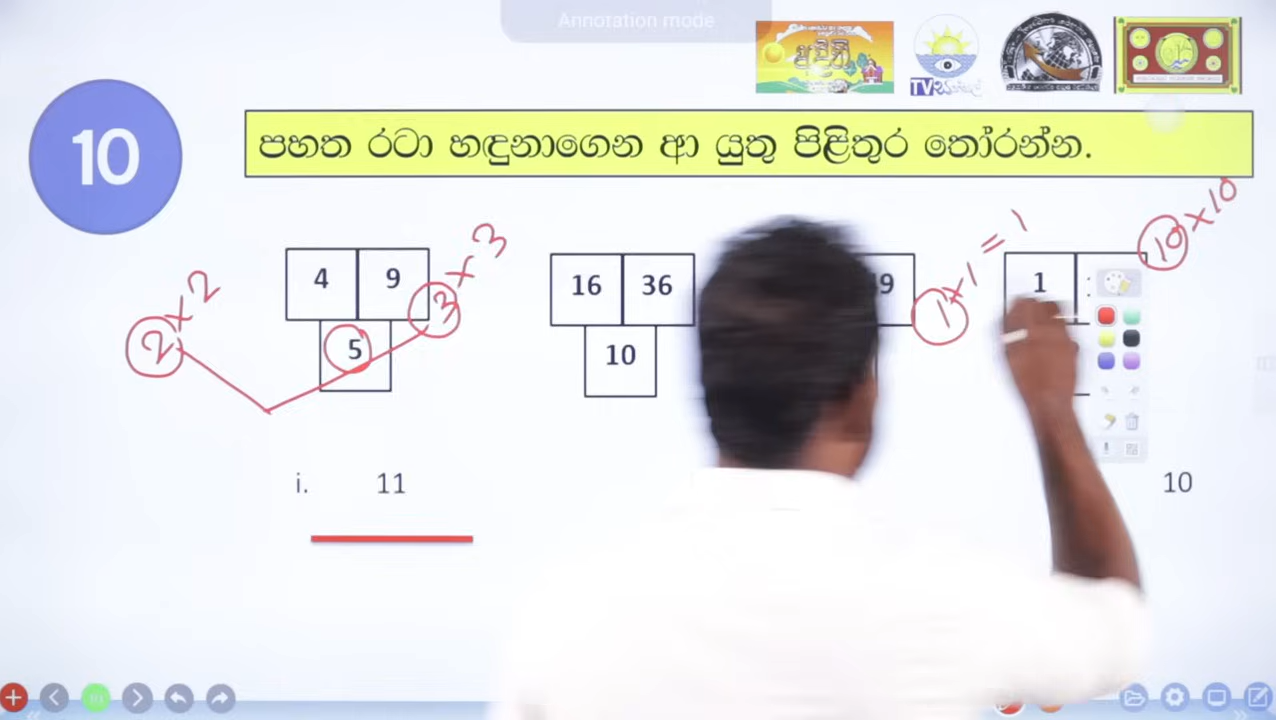 Annotation mode
TV
10
පහත රටා හඳුනාගෙන ආ යුතු පිළිතුර තෝරන්න.
2 × 2
4 9
3 × 3
5
16 36
10
9
1 × 1 = 1
1
10 × 10
i. 11
10